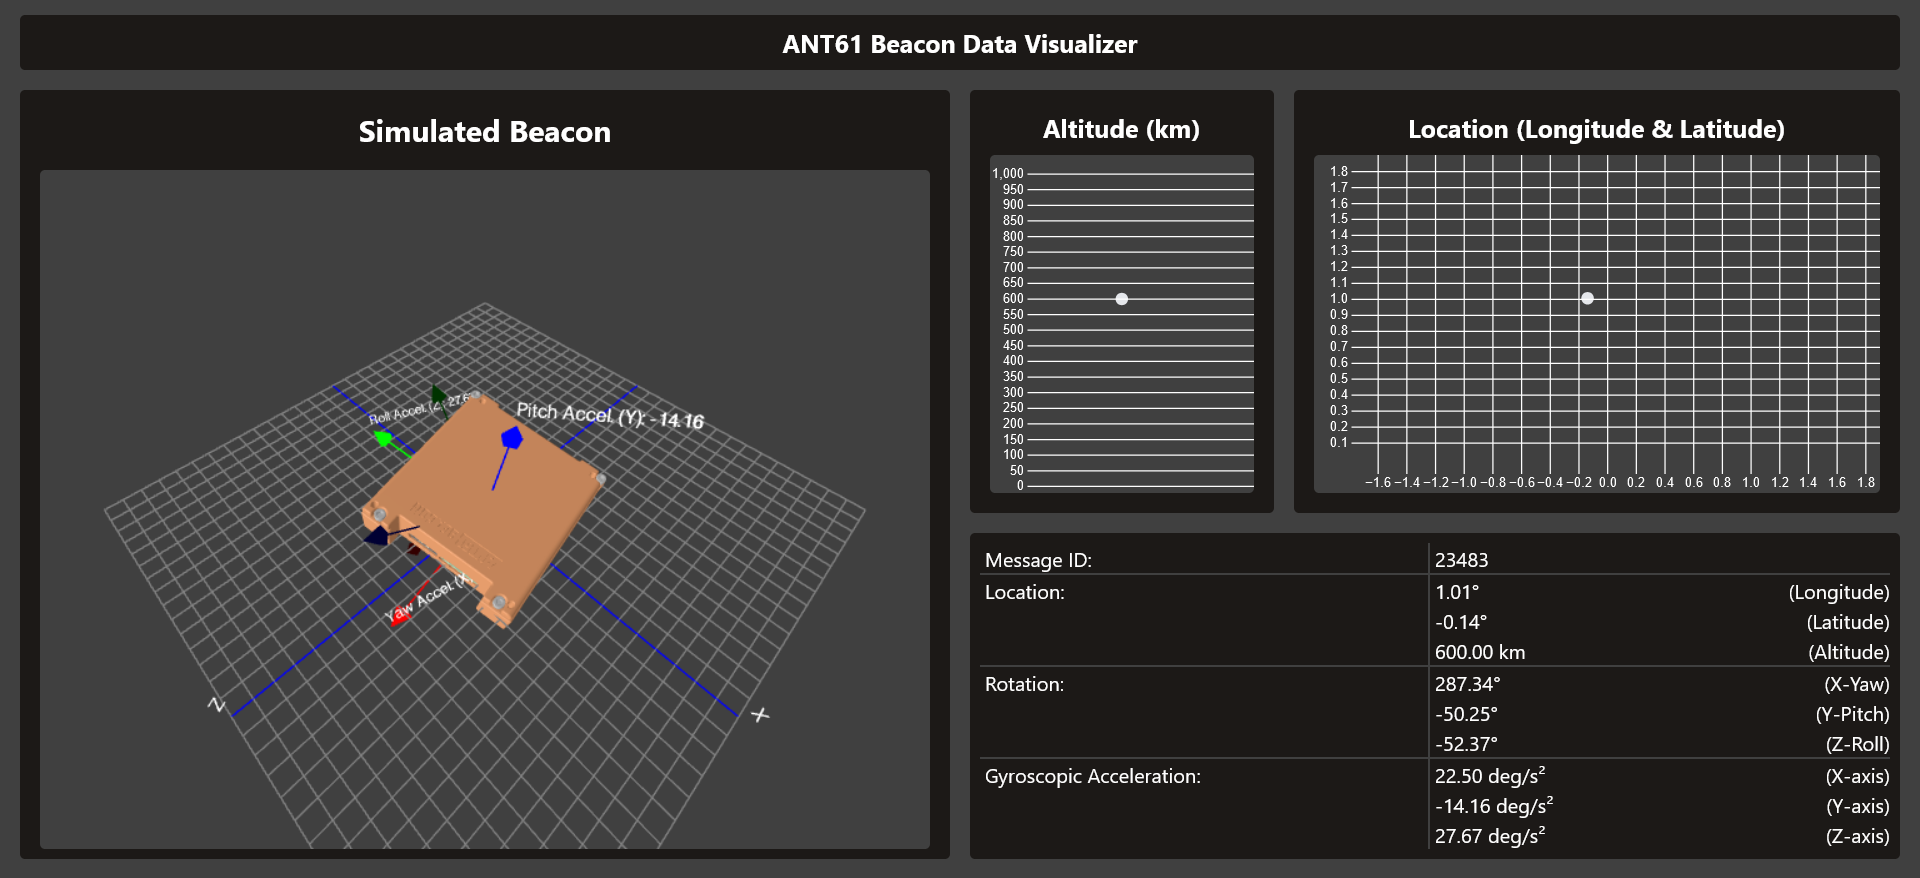 ANT61 Beacon Data Visualizer
Simulated Beacon
Roll Accel. (Z): 27.6
Pitch Accel. (Y): -14.16
Yaw Accel. (X
Z
X
Altitude (km)
1,000
950
900
850
800
750
700
650
600
550
500
450
400
350
300
250
200
150
100
50
0
Location (Longitude & Latitude)
1.8
1.7
1.6
1.5
1.4
1.3
1.2
1.1
1.0
0.9
0.8
0.7
0.6
0.5
0.4
0.3
0.2
0.1
−1.6 −1.4 −1.2 −1.0 −0.8 −0.6 −0.4 −0.2 0.0 0.2 0.4 0.6 0.8 1.0 1.2 1.4 1.6 1.8
Message ID: 23483
Location: 1.01° (Longitude)
-0.14° (Latitude)
600.00 km (Altitude)
Rotation: 287.34° (X-Yaw)
-50.25° (Y-Pitch)
-52.37° (Z-Roll)
Gyroscopic Acceleration: 22.50 deg/s² (X-axis)
-14.16 deg/s² (Y-axis)
27.67 deg/s² (Z-axis)